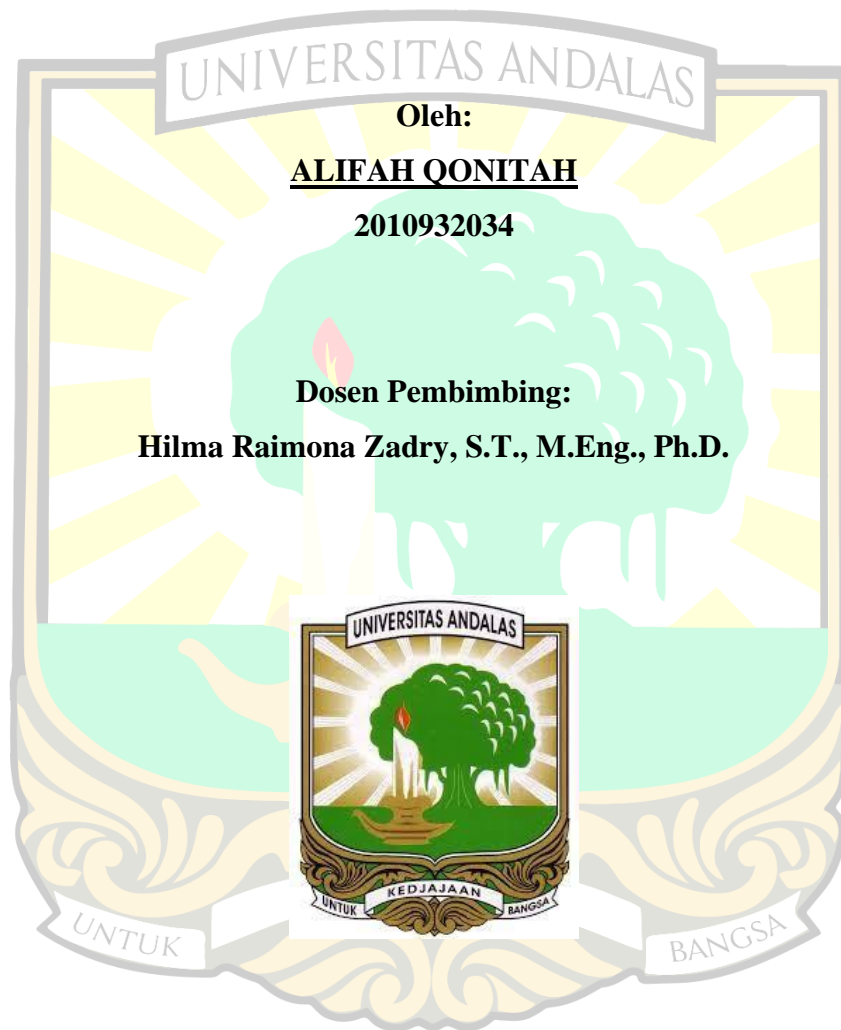 UNIVERSITAS ANDALAS
Oleh:
ALIFAH QONITAH
2010932034
Dosen Pembimbing:
Hilma Raimona Zadry, S.T., M.Eng., Ph.D.
UNIVERSITAS ANDALAS
UNTUK KEDJAJAAN BANGSA
UNTUK BANGSA